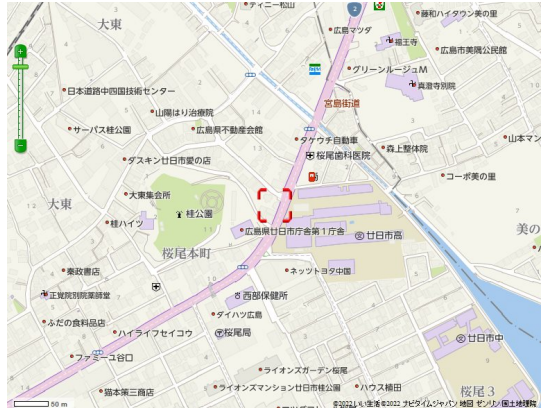 ティニー松山
大東
2
藤和ハイタウン美の里
広島マツダ
福王寺
広島市美隅公民館
グリーンルージュM
真澄寺別院
日本道路中四国技術センター
宮島街道
山陽はり治療院
サーパス桂公園
広島県不動産会館
タケウチ自動車
桜尾歯科医院
森上整体院
山本マン
ダスキン廿日市愛の店
コーポ美の里
大東集会所
大東
桂公園
桂ハイツ
広島県廿日市庁舎第1庁舎
廿日市高
美の
桜尾本町
秦政書店
ネッツトヨタ中国
正覚院別院薬師堂
西部保健所
ダイハツ広島
ふだの食料品店
ハイライフセイコウ
桜尾局
廿日市中
ファミーユ谷口
ライオンズガーデン桜尾
猫本第三商店
ライオンズマンション廿日市桂公園
ハウス植田
桜尾3
50 m
©2022 いい生活 ©2022 ナビタイムジャパン 地図 ゼンリン 国土地理院